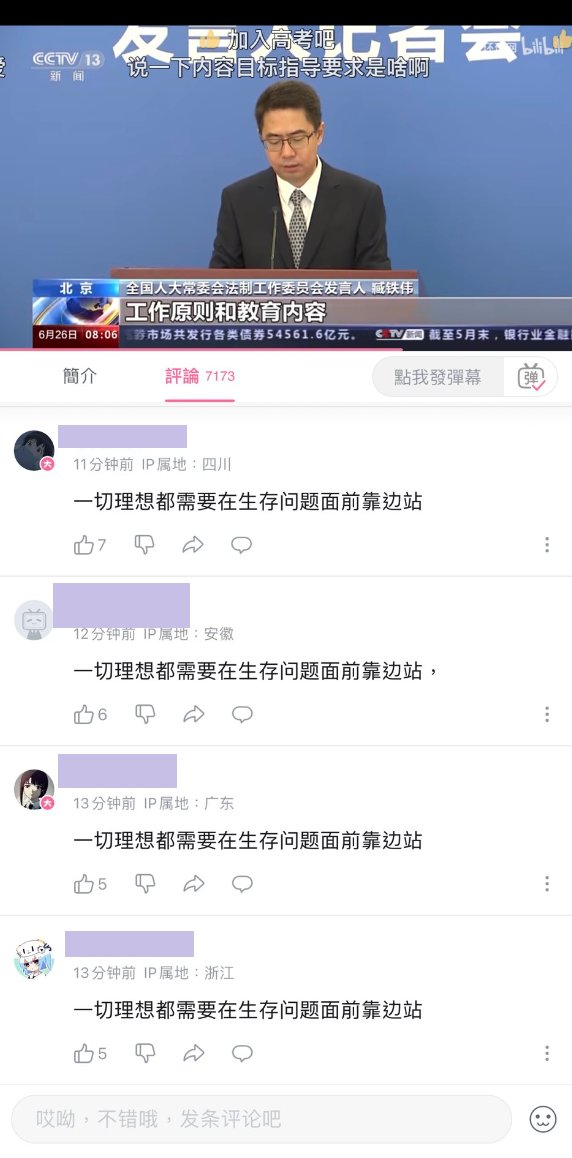 发言人记者会
👍加入高考吧
说一下内容目标指导要求是啥啊
爱
CCTV 13
新闻
bilibili
北京
全国人大常委会法制工作委员会发言人 臧铁伟
工作原则和教育内容
6月26日 08:06
券市场共发行各类债券54561.6亿元。 CCTV新闻 截至5月末，银行业金融
簡介
評論 7173
點我發彈幕
弹
11分钟前 IP属地：四川
一切理想都需要在生存问题面前靠边站
7
12分钟前 IP属地：安徽
一切理想都需要在生存问题面前靠边站，
6
13分钟前 IP属地：广东
一切理想都需要在生存问题面前靠边站
5
13分钟前 IP属地：浙江
一切理想都需要在生存问题面前靠边站
5
哎呦，不错哦，发条评论吧